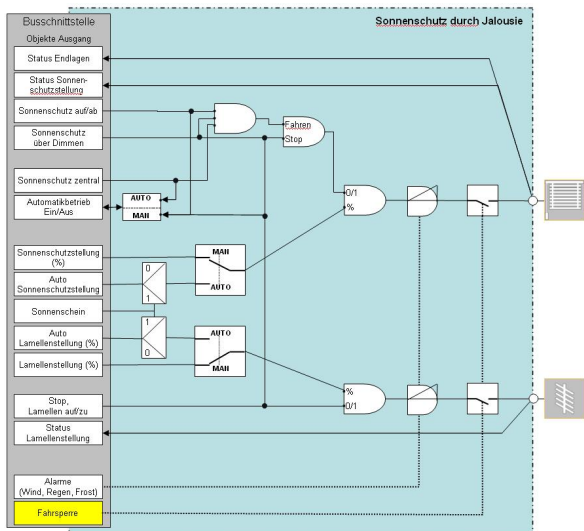 Busschnittstelle
Sonnenschutz durch Jalousie
Objekte Ausgang
Status Endlagen
Status Sonnen-
schutzstellung
Sonnenschutz auf/ab
Sonnenschutz
über Dimmen
Fahren
Stop
Sonnenschutz zentral
Automatikbetrieb
Ein/Aus
AUTO
MAN
0/1
%
Sonnenschutzstellung
(%)
Auto
Sonnenschutzstellung
Sonnenschein
Auto
Lamellenstellung (%)
Lamellenstellung (%)
0
1
1
0
MAN
AUTO
AUTO
MAN
%
0/1
Stop,
Lamellen auf/zu
Status
Lamellenstellung
Alarme
(Wind, Regen, Frost)
Fahrsperre